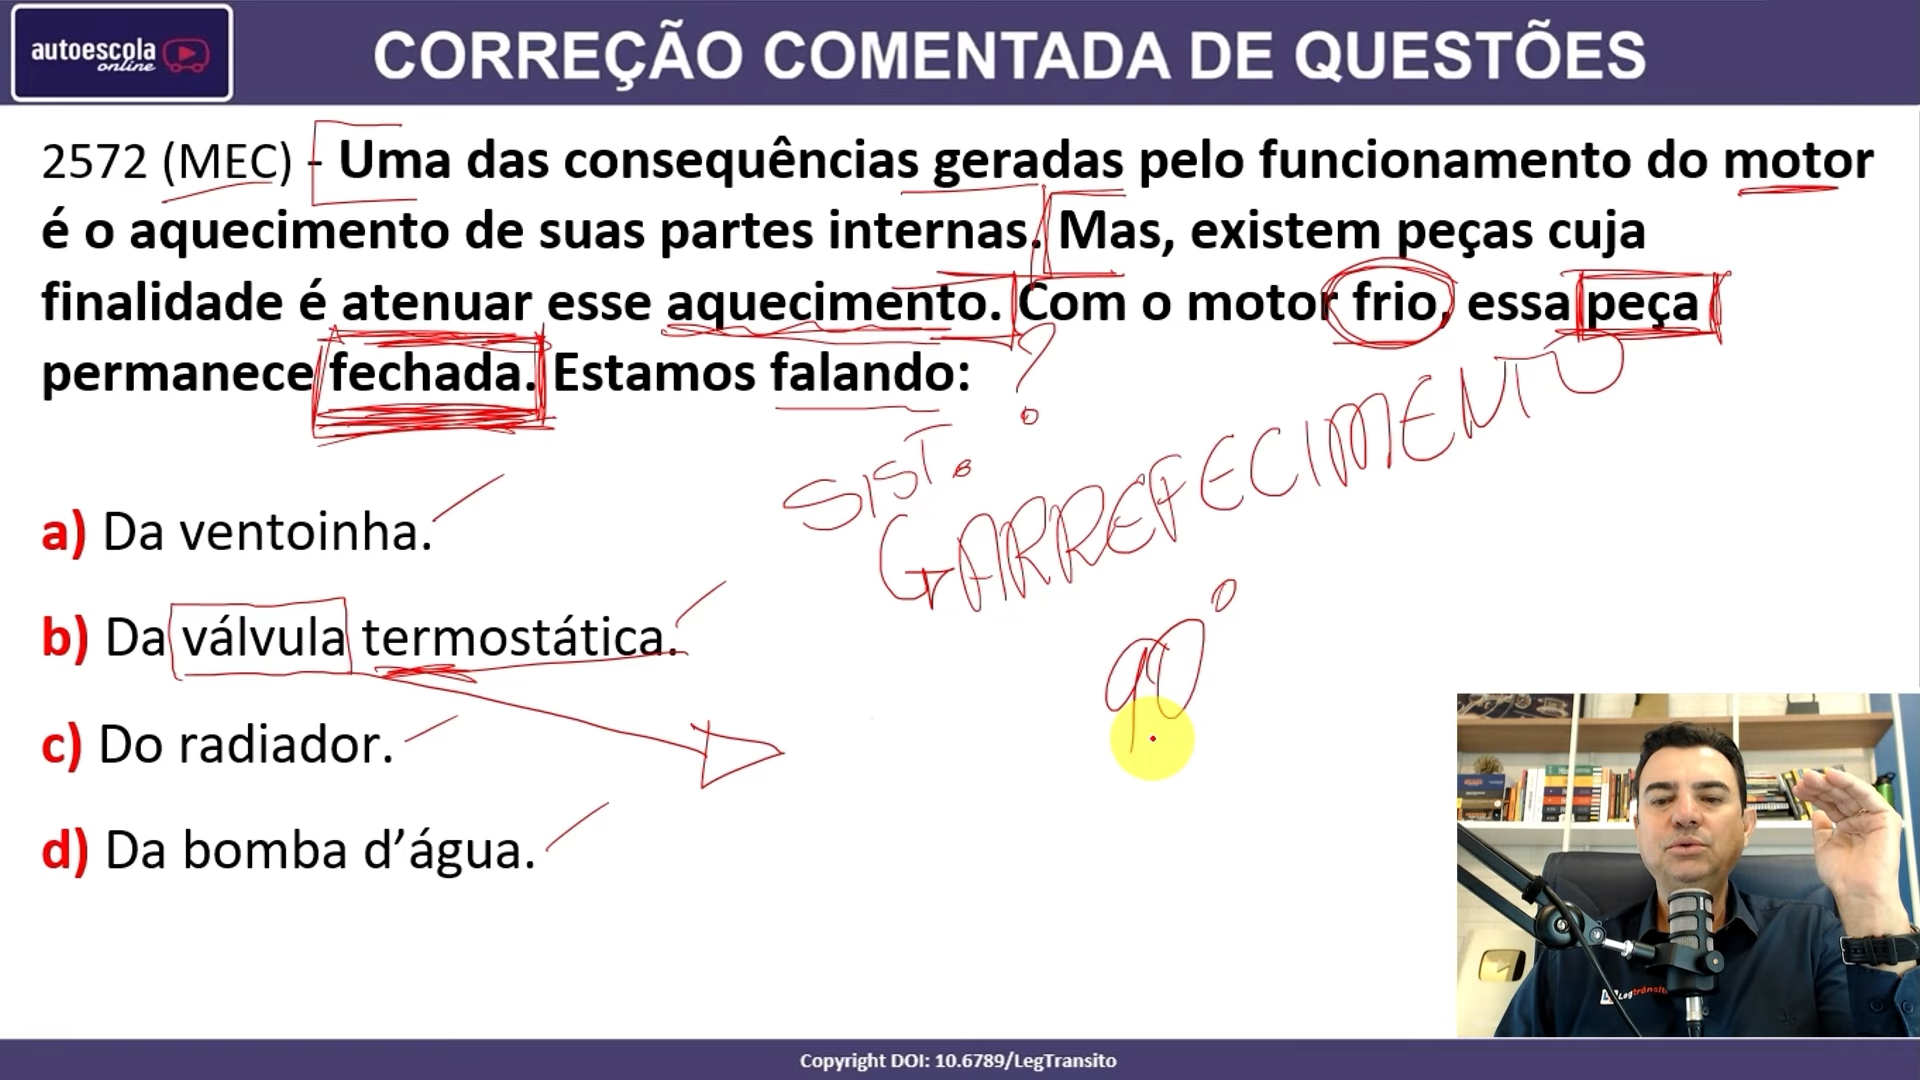 autoescola
online
CORREÇÃO COMENTADA DE QUESTÕES
2572 (MEC) - Uma das consequências geradas pelo funcionamento do motor
é o aquecimento de suas partes internas. Mas, existem peças cuja
finalidade é atenuar esse aquecimento. Com o motor frio, essa peça
permanece fechada. Estamos falando:
?
SIST.
GARREFECIMENTO
a) Da ventoinha.
b) Da válvula termostática.
90°
c) Do radiador.
d) Da bomba d’água.
Legtrânsito
Copyright DOI: 10.6789/LegTransito